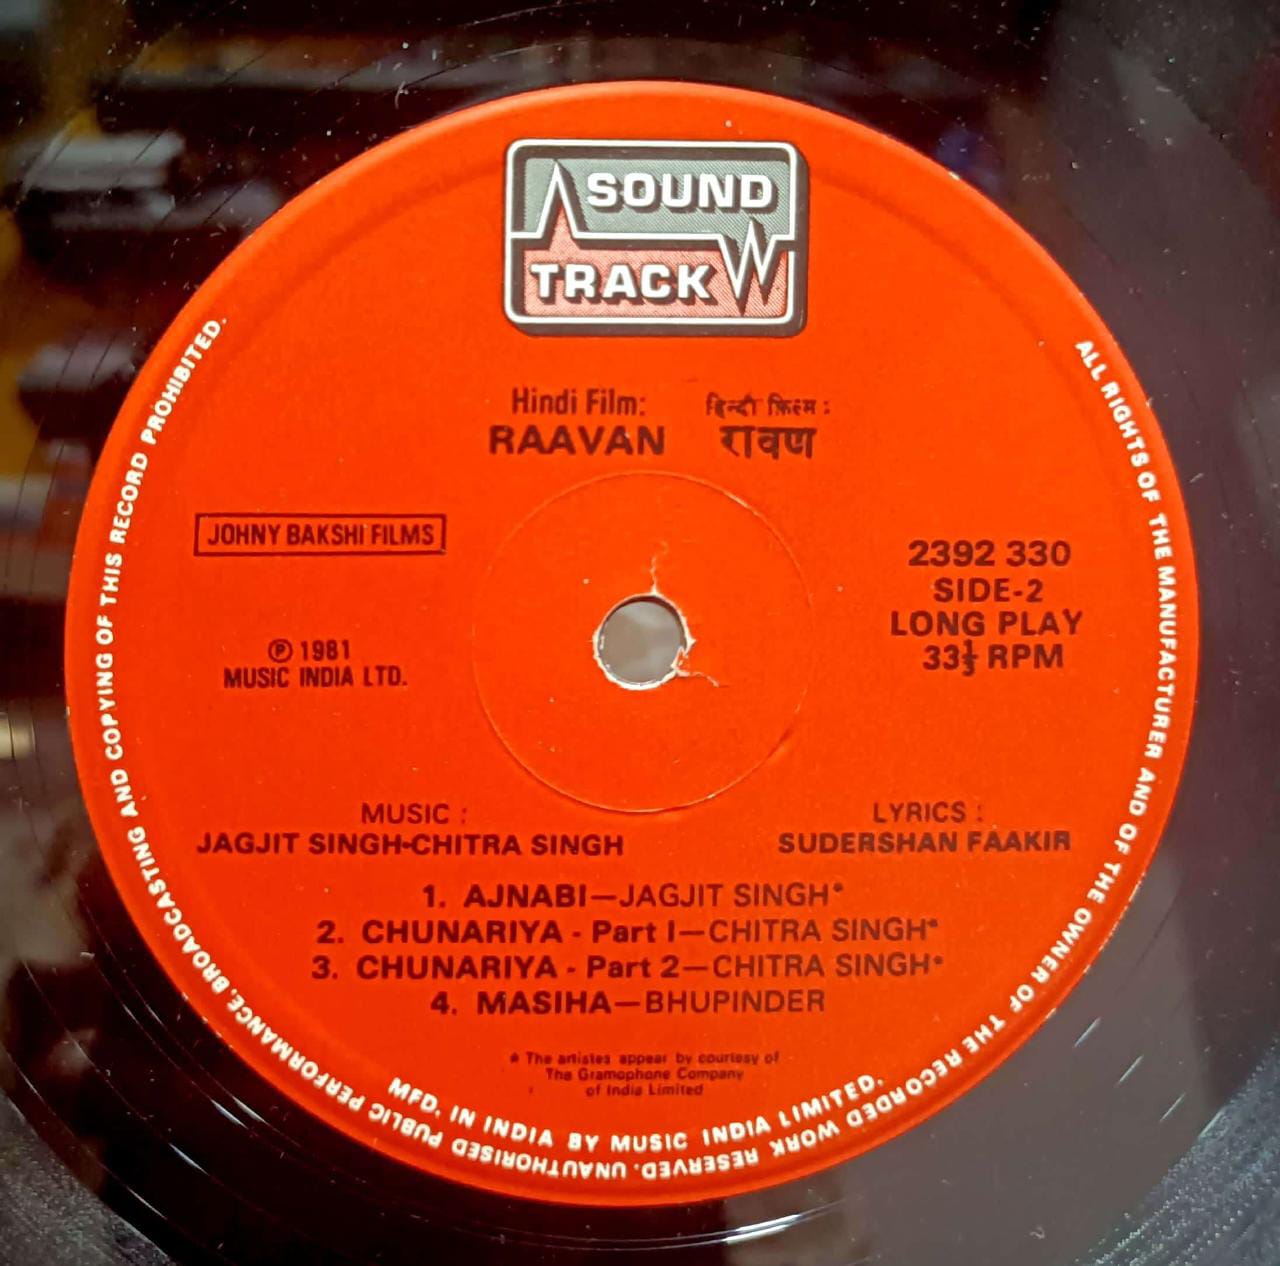 SOUND
TRACK
Hindi Film: हिन्दी फ़िल्म :
RAAVAN रावण
JOHNY BAKSHI FILMS
2392 330
SIDE-2
LONG PLAY
33⅓ RPM
℗ 1981
MUSIC INDIA LTD.
MUSIC :
JAGJIT SINGH-CHITRA SINGH
LYRICS :
SUDERSHAN FAAKIR
1. AJNABI—JAGJIT SINGH*
2. CHUNARIYA - Part I—CHITRA SINGH*
3. CHUNARIYA - Part 2—CHITRA SINGH*
4. MASIHA—BHUPINDER
* The artistes appear by courtesy of
The Gramophone Company
of India Limited
MFD. IN INDIA BY MUSIC INDIA LIMITED.
ALL RIGHTS OF THE MANUFACTURER AND OF THE OWNER OF THE RECORDED WORK RESERVED. UNAUTHORISED PUBLIC PERFORMANCE, BROADCASTING AND COPYING OF THIS RECORD PROHIBITED.